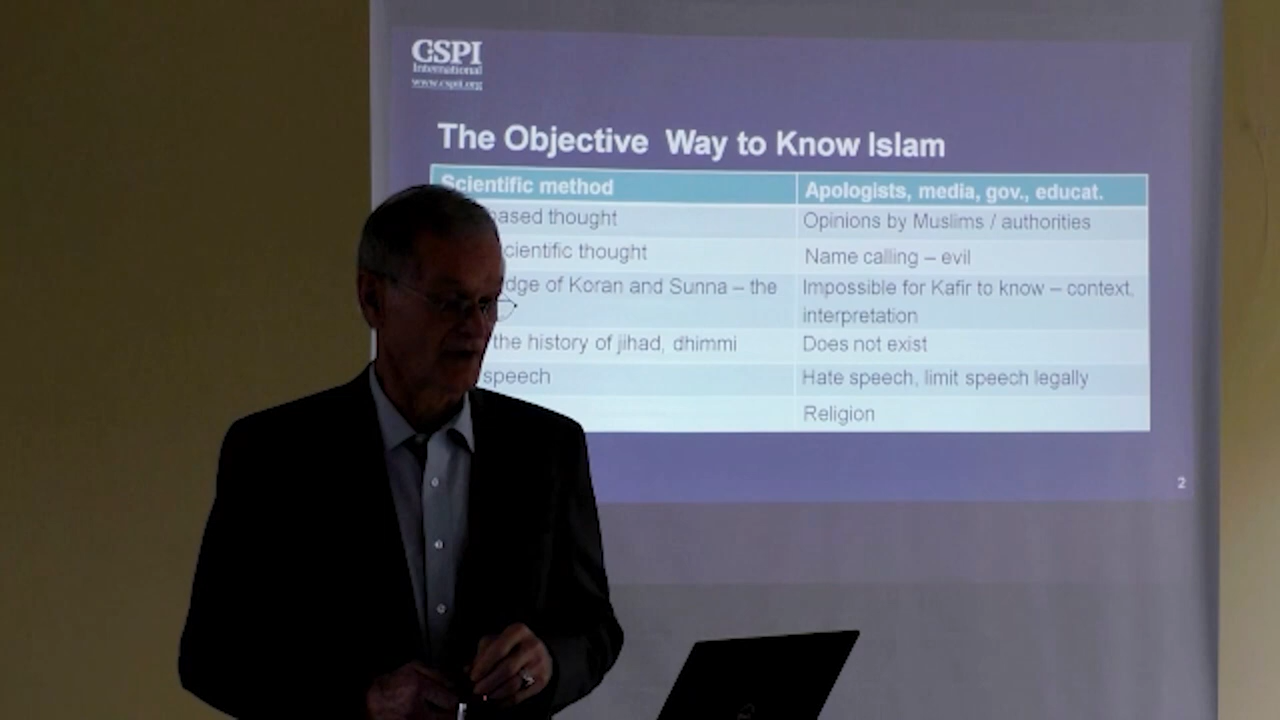 CSPI
International
www.cspii.org
The Objective Way to Know Islam
Scientific method
Apologists, media, gov., educat.
ased thought
Opinions by Muslims / authorities
cientific thought
Name calling – evil
dge of Koran and Sunna – the
Impossible for Kafir to know – context,
interpretation
the history of jihad, dhimmi
Does not exist
speech
Hate speech, limit speech legally
Religion
2